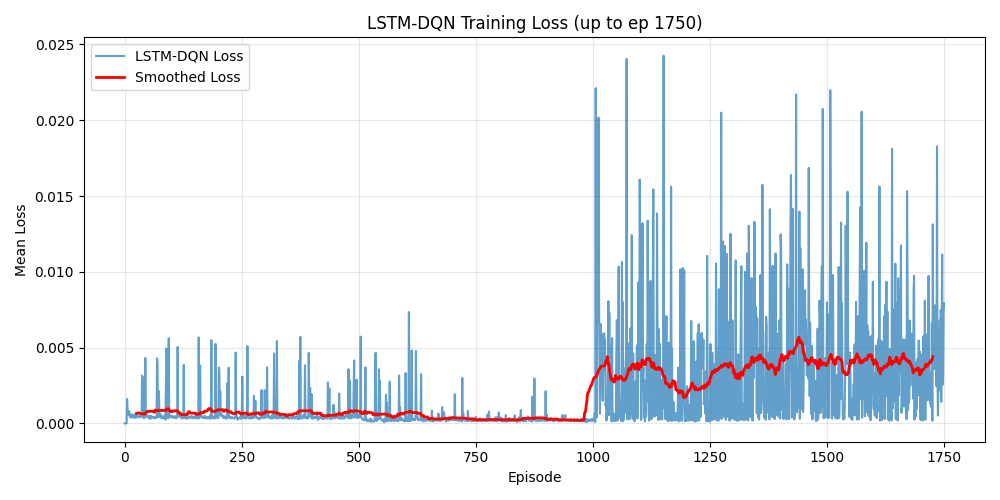 LSTM-DQN Training Loss (up to ep 1750)
LSTM-DQN Loss
Smoothed Loss
Mean Loss
0.025
0.020
0.015
0.010
0.005
0.000
0
250
500
750
1000
1250
1500
1750
Episode